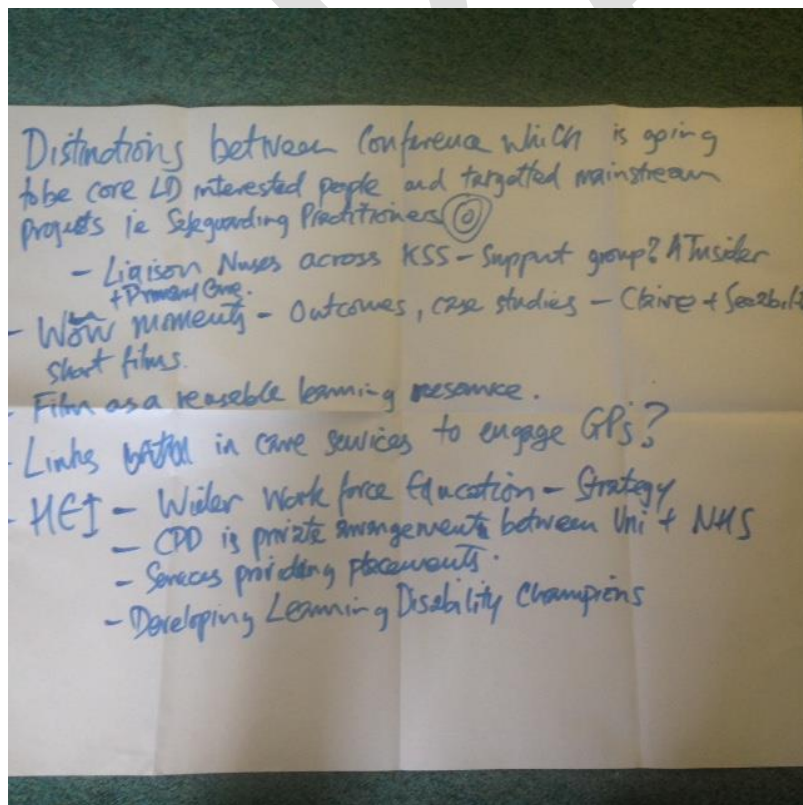 Distinctions between Conference which is going
to be core LD interested people and targetted mainstream
projects ie Safeguarding Practitioners
- Liaison Nurses across KSS - Support group? A Insider
+ Primary Care.
- Wow moments - Outcomes, case studies - Claire +
short films.
- Film as a reuseble learning resource.
- Links in care services to engage GPs?
- HEI - Wider Work force Education - Strategy
- CPD is private arrangements between Uni + NHS
- Services providing placements.
- Developing Learning Disability Champions